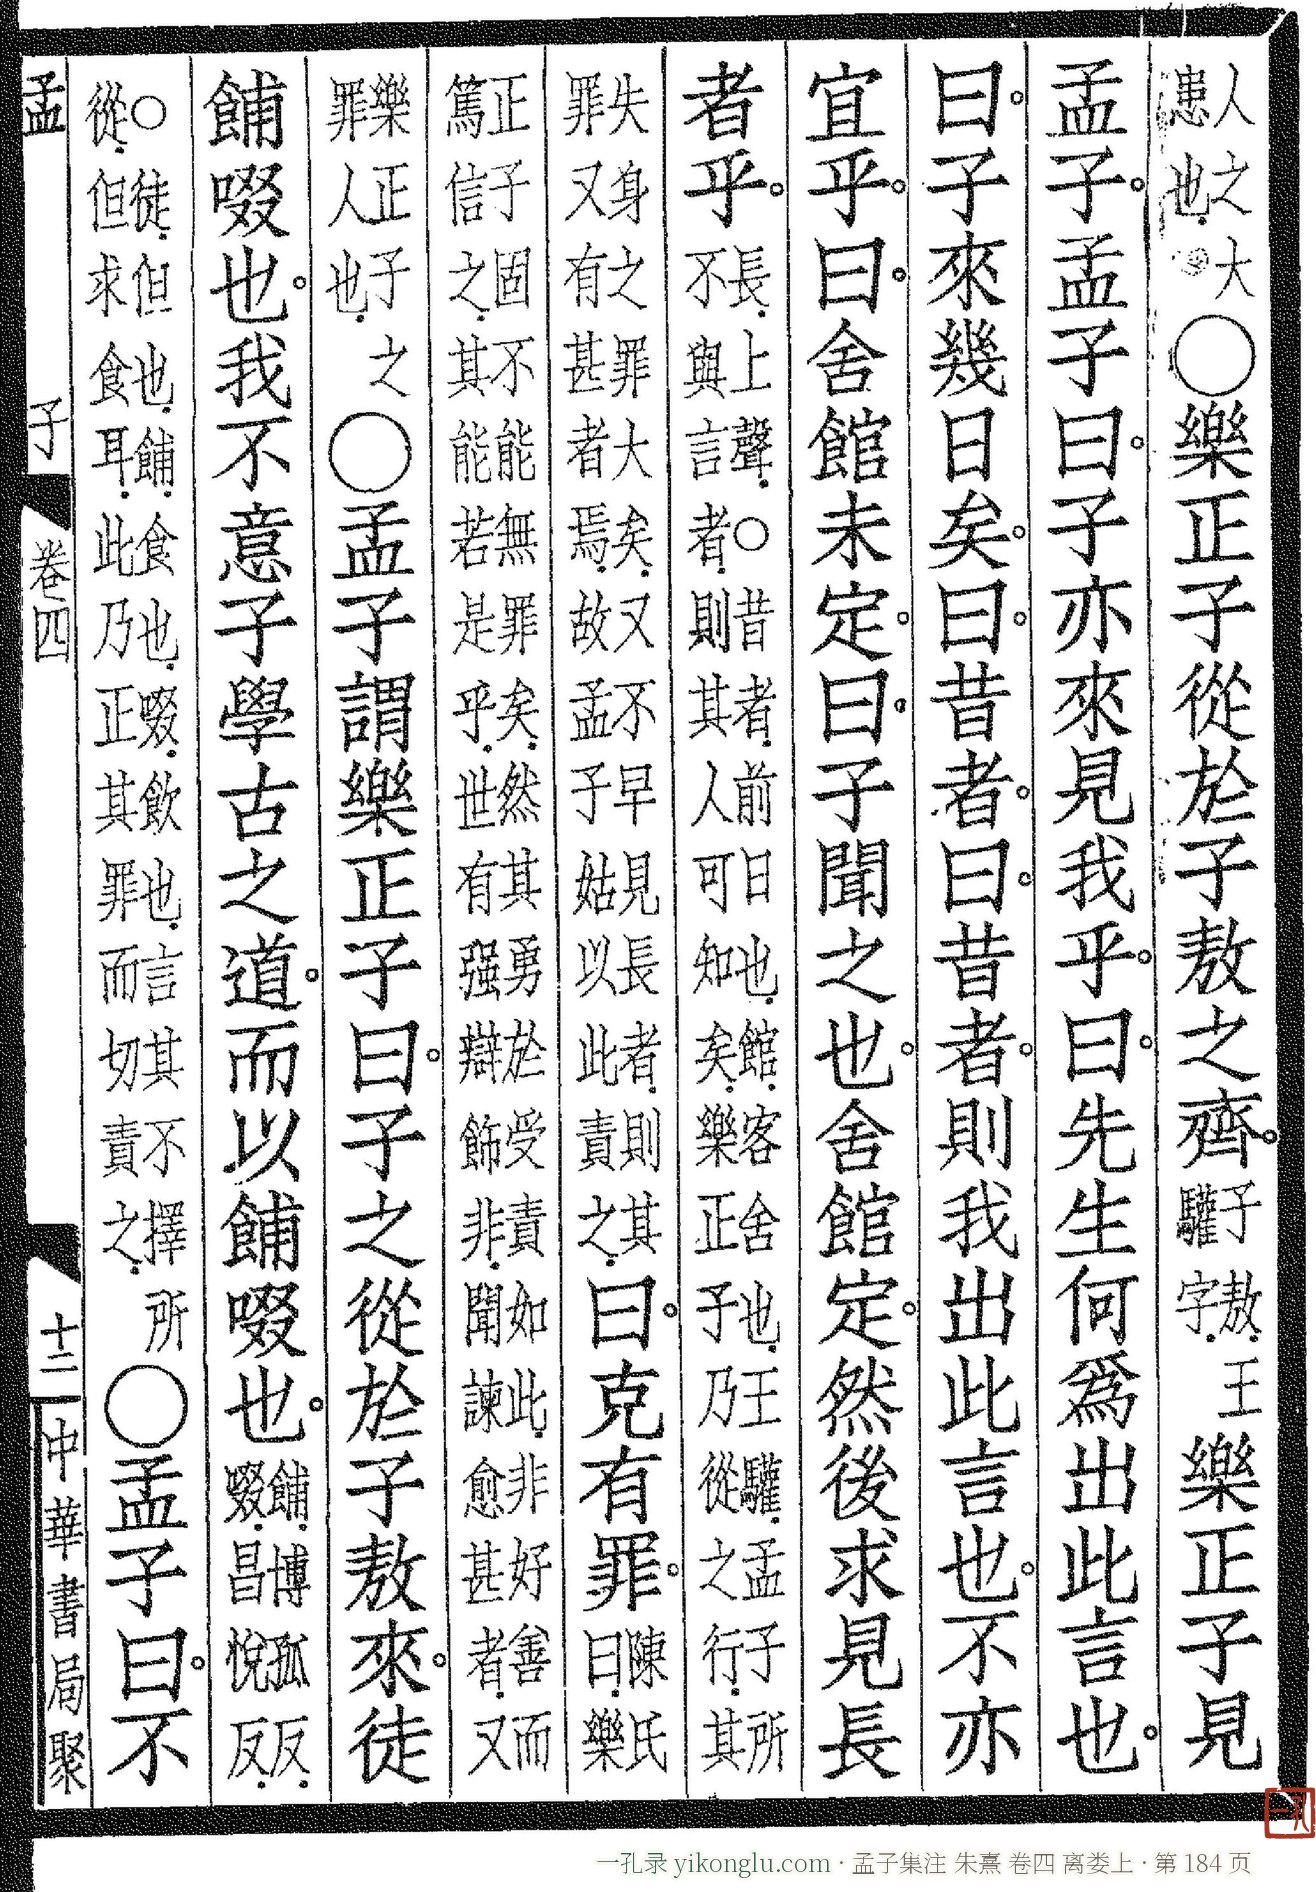 人之大患也○樂正子從於子敖之齊。子敖.王驩字.樂正子見
孟子。孟子曰。子亦來見我乎。曰。先生何爲出此言也。
曰。子來幾日矣。曰。昔者。曰。昔者。則我出此言也。不亦
宜乎。曰。舍館未定。曰。子聞之也。舍館定。然後求見長
者乎。長.上聲.○昔者.前日也.館.客舍也.王驩.孟子所不與言者.則其人可知矣.樂正子乃從之行.其
失身之罪大矣.又不早見長者.則其罪又有甚者焉.故孟子姑以此責之.曰。克有罪。陳氏曰.樂
正子固不能無罪矣.然其勇於受責如此.非好善而篤信之.其能若是乎.世有强辯飾非.聞諫愈甚者.又
樂正子之罪人也.○孟子謂樂正子曰。子之從於子敖來。徒
餔啜也。我不意子學古之道。而以餔啜也。餔.博孤反.啜.昌悅反.
○徒.但也.餔.食也.啜.飲也.言其不擇所從.但求食耳.此乃正其罪而切責之.○孟子曰。不
孟子 卷四 十二 中華書局聚
一孔录 yikonglu.com · 孟子集注 朱熹 卷四 离娄上 · 第 184 页